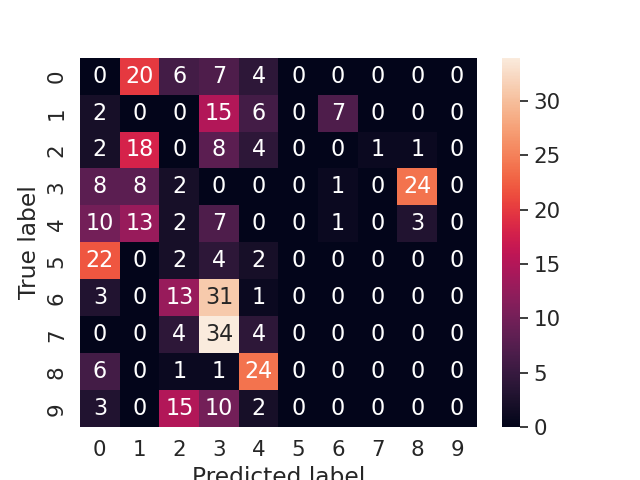 0 0 20 6 7 4 0 0 0 0 0
1 2 0 0 15 6 0 7 0 0 0
2 2 18 0 8 4 0 0 1 1 0
3 8 8 2 0 0 0 1 0 24 0
4 10 13 2 7 0 0 1 0 3 0
5 22 0 2 4 2 0 0 0 0 0
6 3 0 13 31 1 0 0 0 0 0
7 0 0 4 34 4 0 0 0 0 0
8 6 0 1 1 24 0 0 0 0 0
9 3 0 15 10 2 0 0 0 0 0
0 1 2 3 4 5 6 7 8 9
Predicted label
True label
30
25
20
15
10
5
0